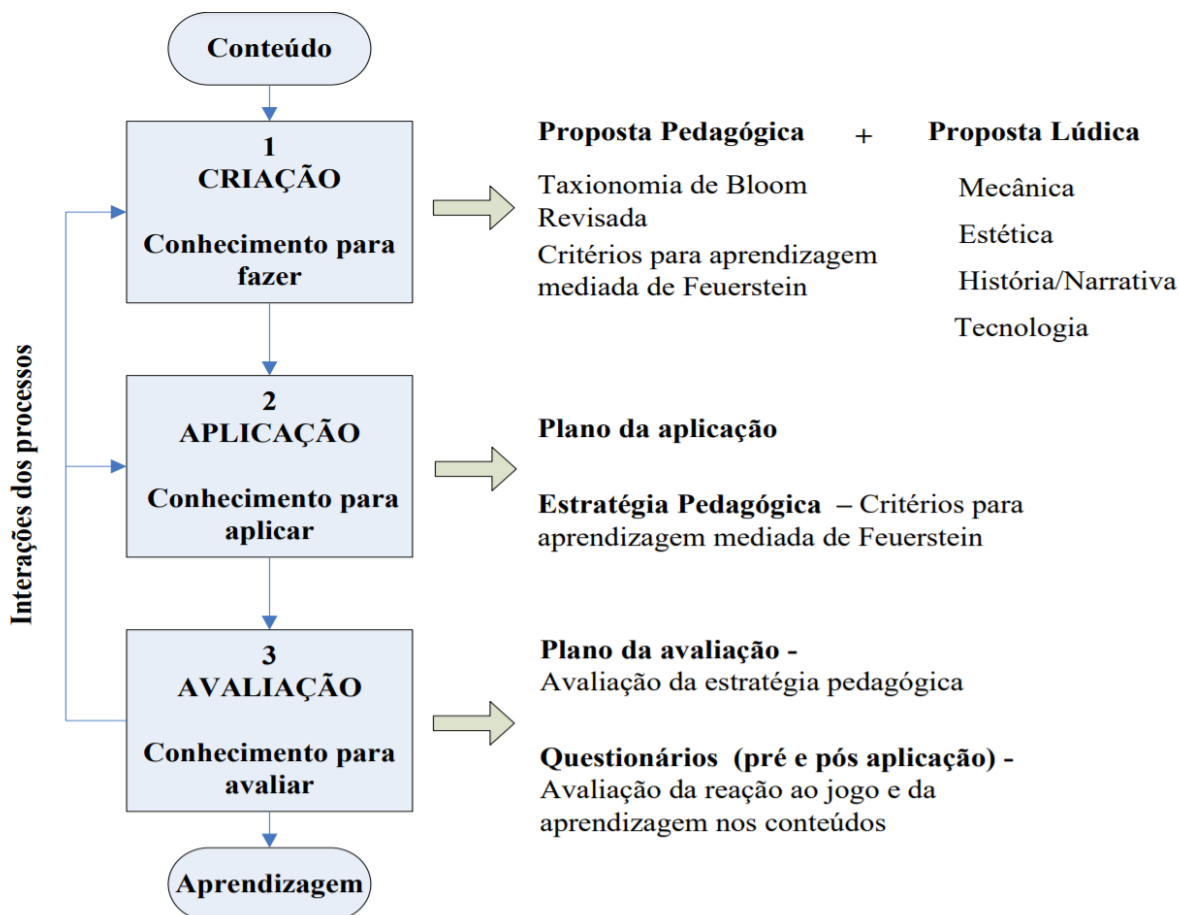 Conteúdo
1
CRIAÇÃO
Conhecimento para
fazer
Proposta Pedagógica + Proposta Lúdica
Taxionomia de Bloom
Revisada
Critérios para aprendizagem
mediada de Feuerstein
Mecânica
Estética
História/Narrativa
Tecnologia
Interações dos processos
2
APLICAÇÃO
Conhecimento para
aplicar
Plano da aplicação
Estratégia Pedagógica – Critérios para
aprendizagem mediada de Feuerstein
3
AVALIAÇÃO
Conhecimento para
avaliar
Plano da avaliação -
Avaliação da estratégia pedagógica
Questionários (pré e pós aplicação) -
Avaliação da reação ao jogo e da
aprendizagem nos conteúdos
Aprendizagem